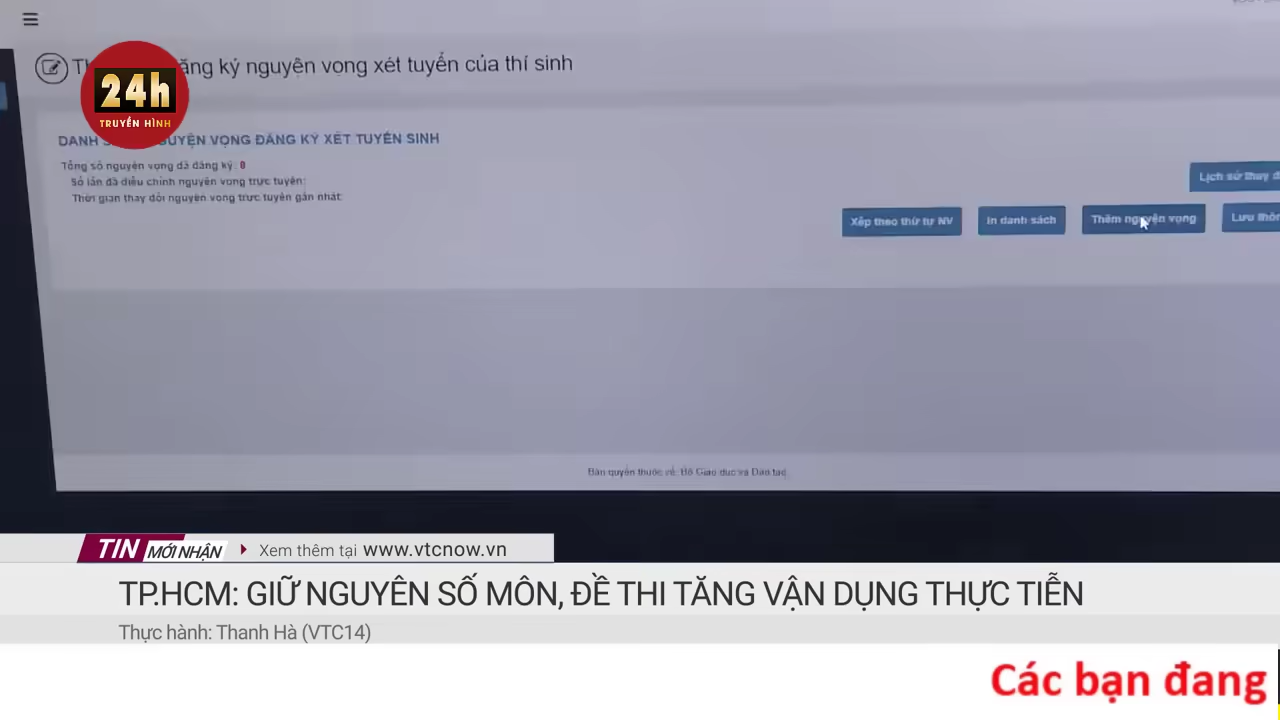 ăng ký nguyện vọng xét tuyển của thí sinh
24h
TRUYỀN HÌNH
DANH UYỆN VỌNG ĐĂNG KÝ XÉT TUYỂN SINH
Tổng số nguyện vọng đã đăng ký: 0
Số lần đã điều chỉnh nguyện vọng trực tuyến:
Thời gian thay đổi nguyện vọng trực tuyến gần nhất:
Lịch sử thay đ
Xếp theo thứ tự NV
In danh sách
Thêm nguyện vọng
Lưu thôn
Bản quyền thuộc về: Bộ Giáo dục và Đào tạo
TIN MỚI NHẬN Xem thêm tại www.vtcnow.vn
TP.HCM: GIỮ NGUYÊN SỐ MÔN, ĐỀ THI TĂNG VẬN DỤNG THỰC TIỄN
Thực hành: Thanh Hà (VTC14)
Các bạn đang